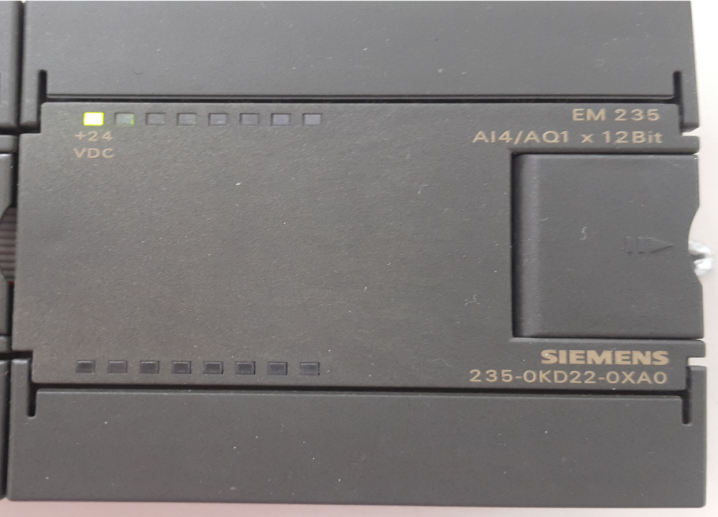 EM 235
+24
AI4/AQ1 x 12Bit
VDC
SIEMENS
235-0KD22-0XA0